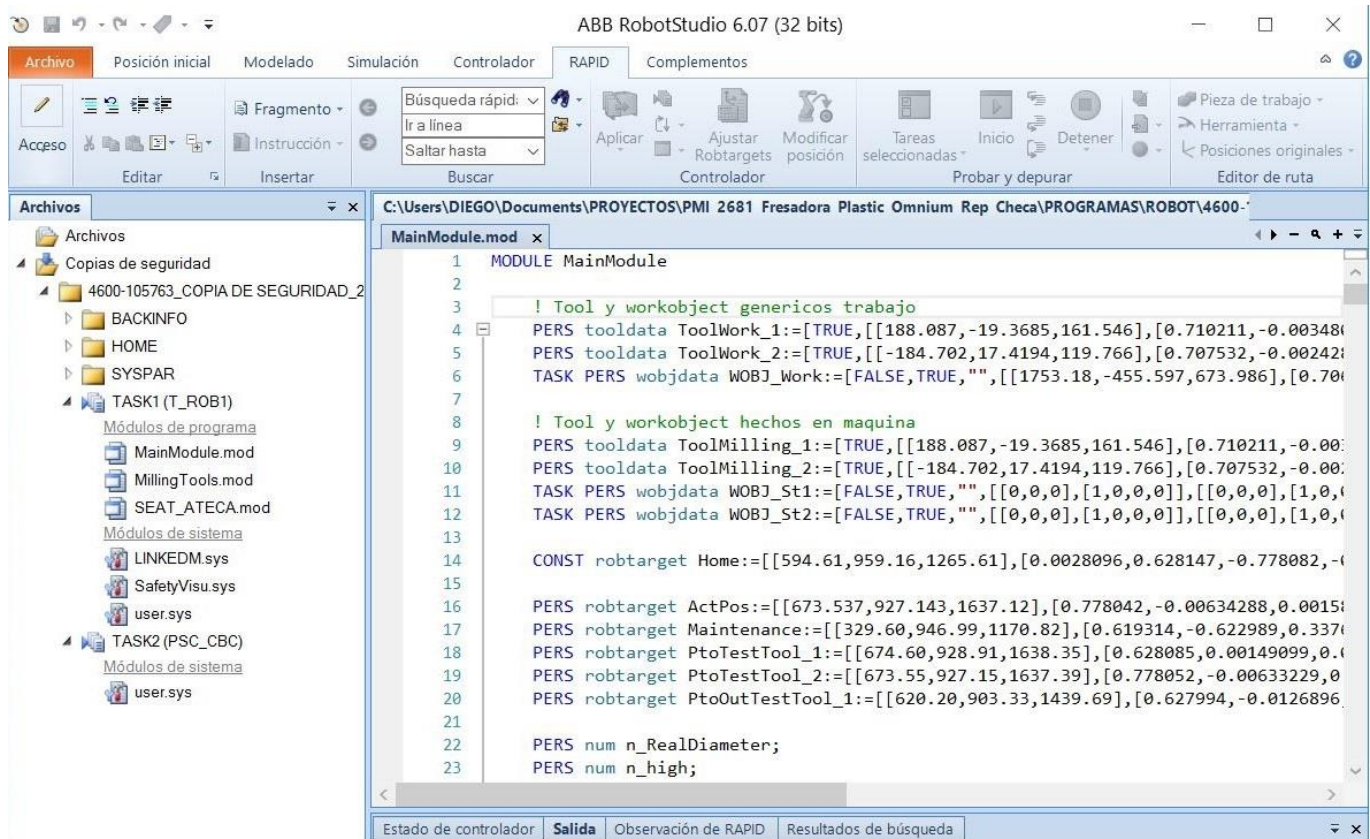 ABB RobotStudio 6.07 (32 bits)
Archivo Posición inicial Modelado Simulación Controlador RAPID Complementos
Acceso
Editar
Fragmento
Instrucción
Insertar
Búsqueda rápid
Ir a línea
Saltar hasta
Buscar
Aplicar
Ajustar Robtargets
Modificar posición
Controlador
Tareas seleccionadas
Inicio
Detener
Probar y depurar
Pieza de trabajo
Herramienta
Posiciones originales
Editor de ruta
Archivos
Archivos
Copias de seguridad
4600-105763_COPIA DE SEGURIDAD_2
BACKINFO
HOME
SYSPAR
TASK1 (T_ROB1)
Módulos de programa
MainModule.mod
MillingTools.mod
SEAT_ATECA.mod
Módulos de sistema
LINKEDM.sys
SafetyVisu.sys
user.sys
TASK2 (PSC_CBC)
Módulos de sistema
user.sys
C:\Users\DIEGO\Documents\PROYECTOS\PMI 2681 Fresadora Plastic Omnium Rep Checa\PROGRAMAS\ROBOT\4600-
MainModule.mod x
1 MODULE MainModule
2
3 ! Tool y workobject genericos trabajo
4 PERS tooldata ToolWork_1:=[TRUE,[[188.087,-19.3685,161.546],[0.710211,-0.00348
5 PERS tooldata ToolWork_2:=[TRUE,[[-184.702,17.4194,119.766],[0.707532,-0.00242
6 TASK PERS wobjdata WOBJ_Work:=[FALSE,TRUE,"",[[1753.18,-455.597,673.986],[0.70
7
8 ! Tool y workobject hechos en maquina
9 PERS tooldata ToolMilling_1:=[TRUE,[[188.087,-19.3685,161.546],[0.710211,-0.00
10 PERS tooldata ToolMilling_2:=[TRUE,[[-184.702,17.4194,119.766],[0.707532,-0.00
11 TASK PERS wobjdata WOBJ_St1:=[FALSE,TRUE,"",[[0,0,0],[1,0,0,0]],[[0,0,0],[1,0,
12 TASK PERS wobjdata WOBJ_St2:=[FALSE,TRUE,"",[[0,0,0],[1,0,0,0]],[[0,0,0],[1,0,
13
14 CONST robtarget Home:=[[594.61,959.16,1265.61],[0.0028096,0.628147,-0.778082,-
15
16 PERS robtarget ActPos:=[[673.537,927.143,1637.12],[0.778042,-0.00634288,0.0015
17 PERS robtarget Maintenance:=[[329.60,946.99,1170.82],[0.619314,-0.622989,0.337
18 PERS robtarget PtoTestTool_1:=[[674.60,928.91,1638.35],[0.628085,0.00149099,0.
19 PERS robtarget PtoTestTool_2:=[[673.55,927.15,1637.39],[0.778052,-0.00633229,0
20 PERS robtarget PtoOutTestTool_1:=[[620.20,903.33,1439.69],[0.627994,-0.0126896
21
22 PERS num n_RealDiameter;
23 PERS num n_high;
Estado de controlador Salida Observación de RAPID Resultados de búsqueda